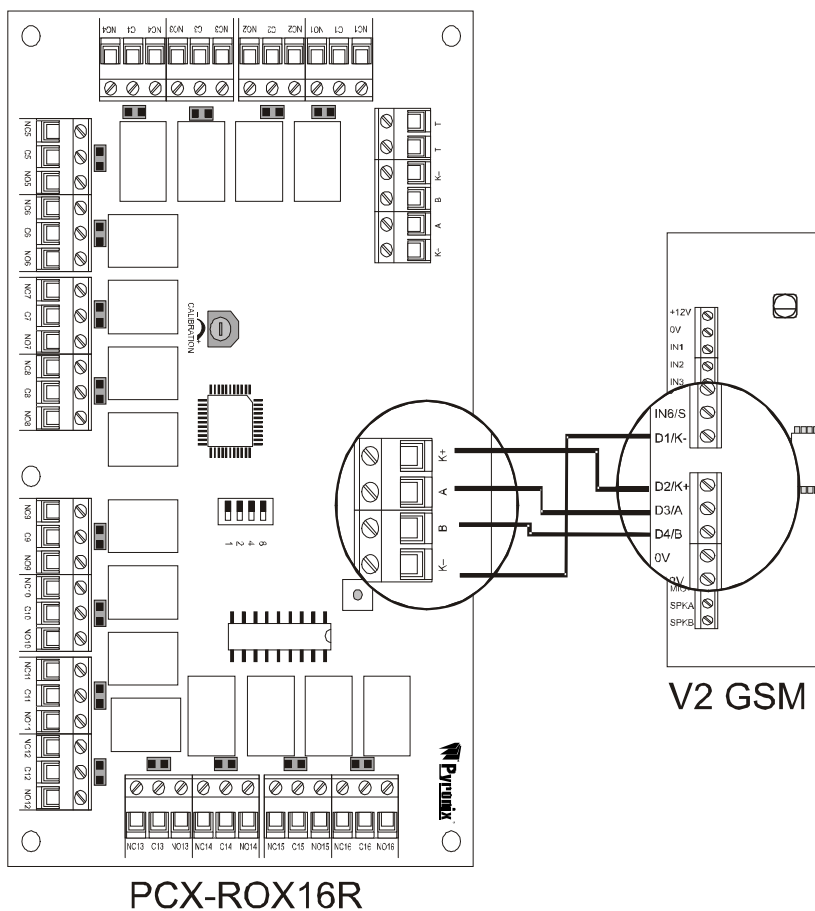 NO4 C4 NC4 NO3 C3 NC3 NO2 C2 NC2 NO1 C1 NC1
NC5
C5
NO5
NC6
C6
NO6
NC7
C7
NO7
NC8
C8
NO8
T
T
K-
B
A
K-
- +
CALIBRATION
K+
A
B
K-
1 2 4 8
NC9
C9
NO9
NC10
C10
NO10
NC11
C11
NO11
NC12
C12
NO12
NC13 C13 NO13 NC14 C14 NO14 NC15 C15 NO15 NC16 C16 NO16
Pyronix
PCX-ROX16R
+12V
0V
IN1
IN2
IN3
IN6/S
D1/K-
D2/K+
D3/A
D4/B
0V
0V
SPKA
SPKB
V2 GSM